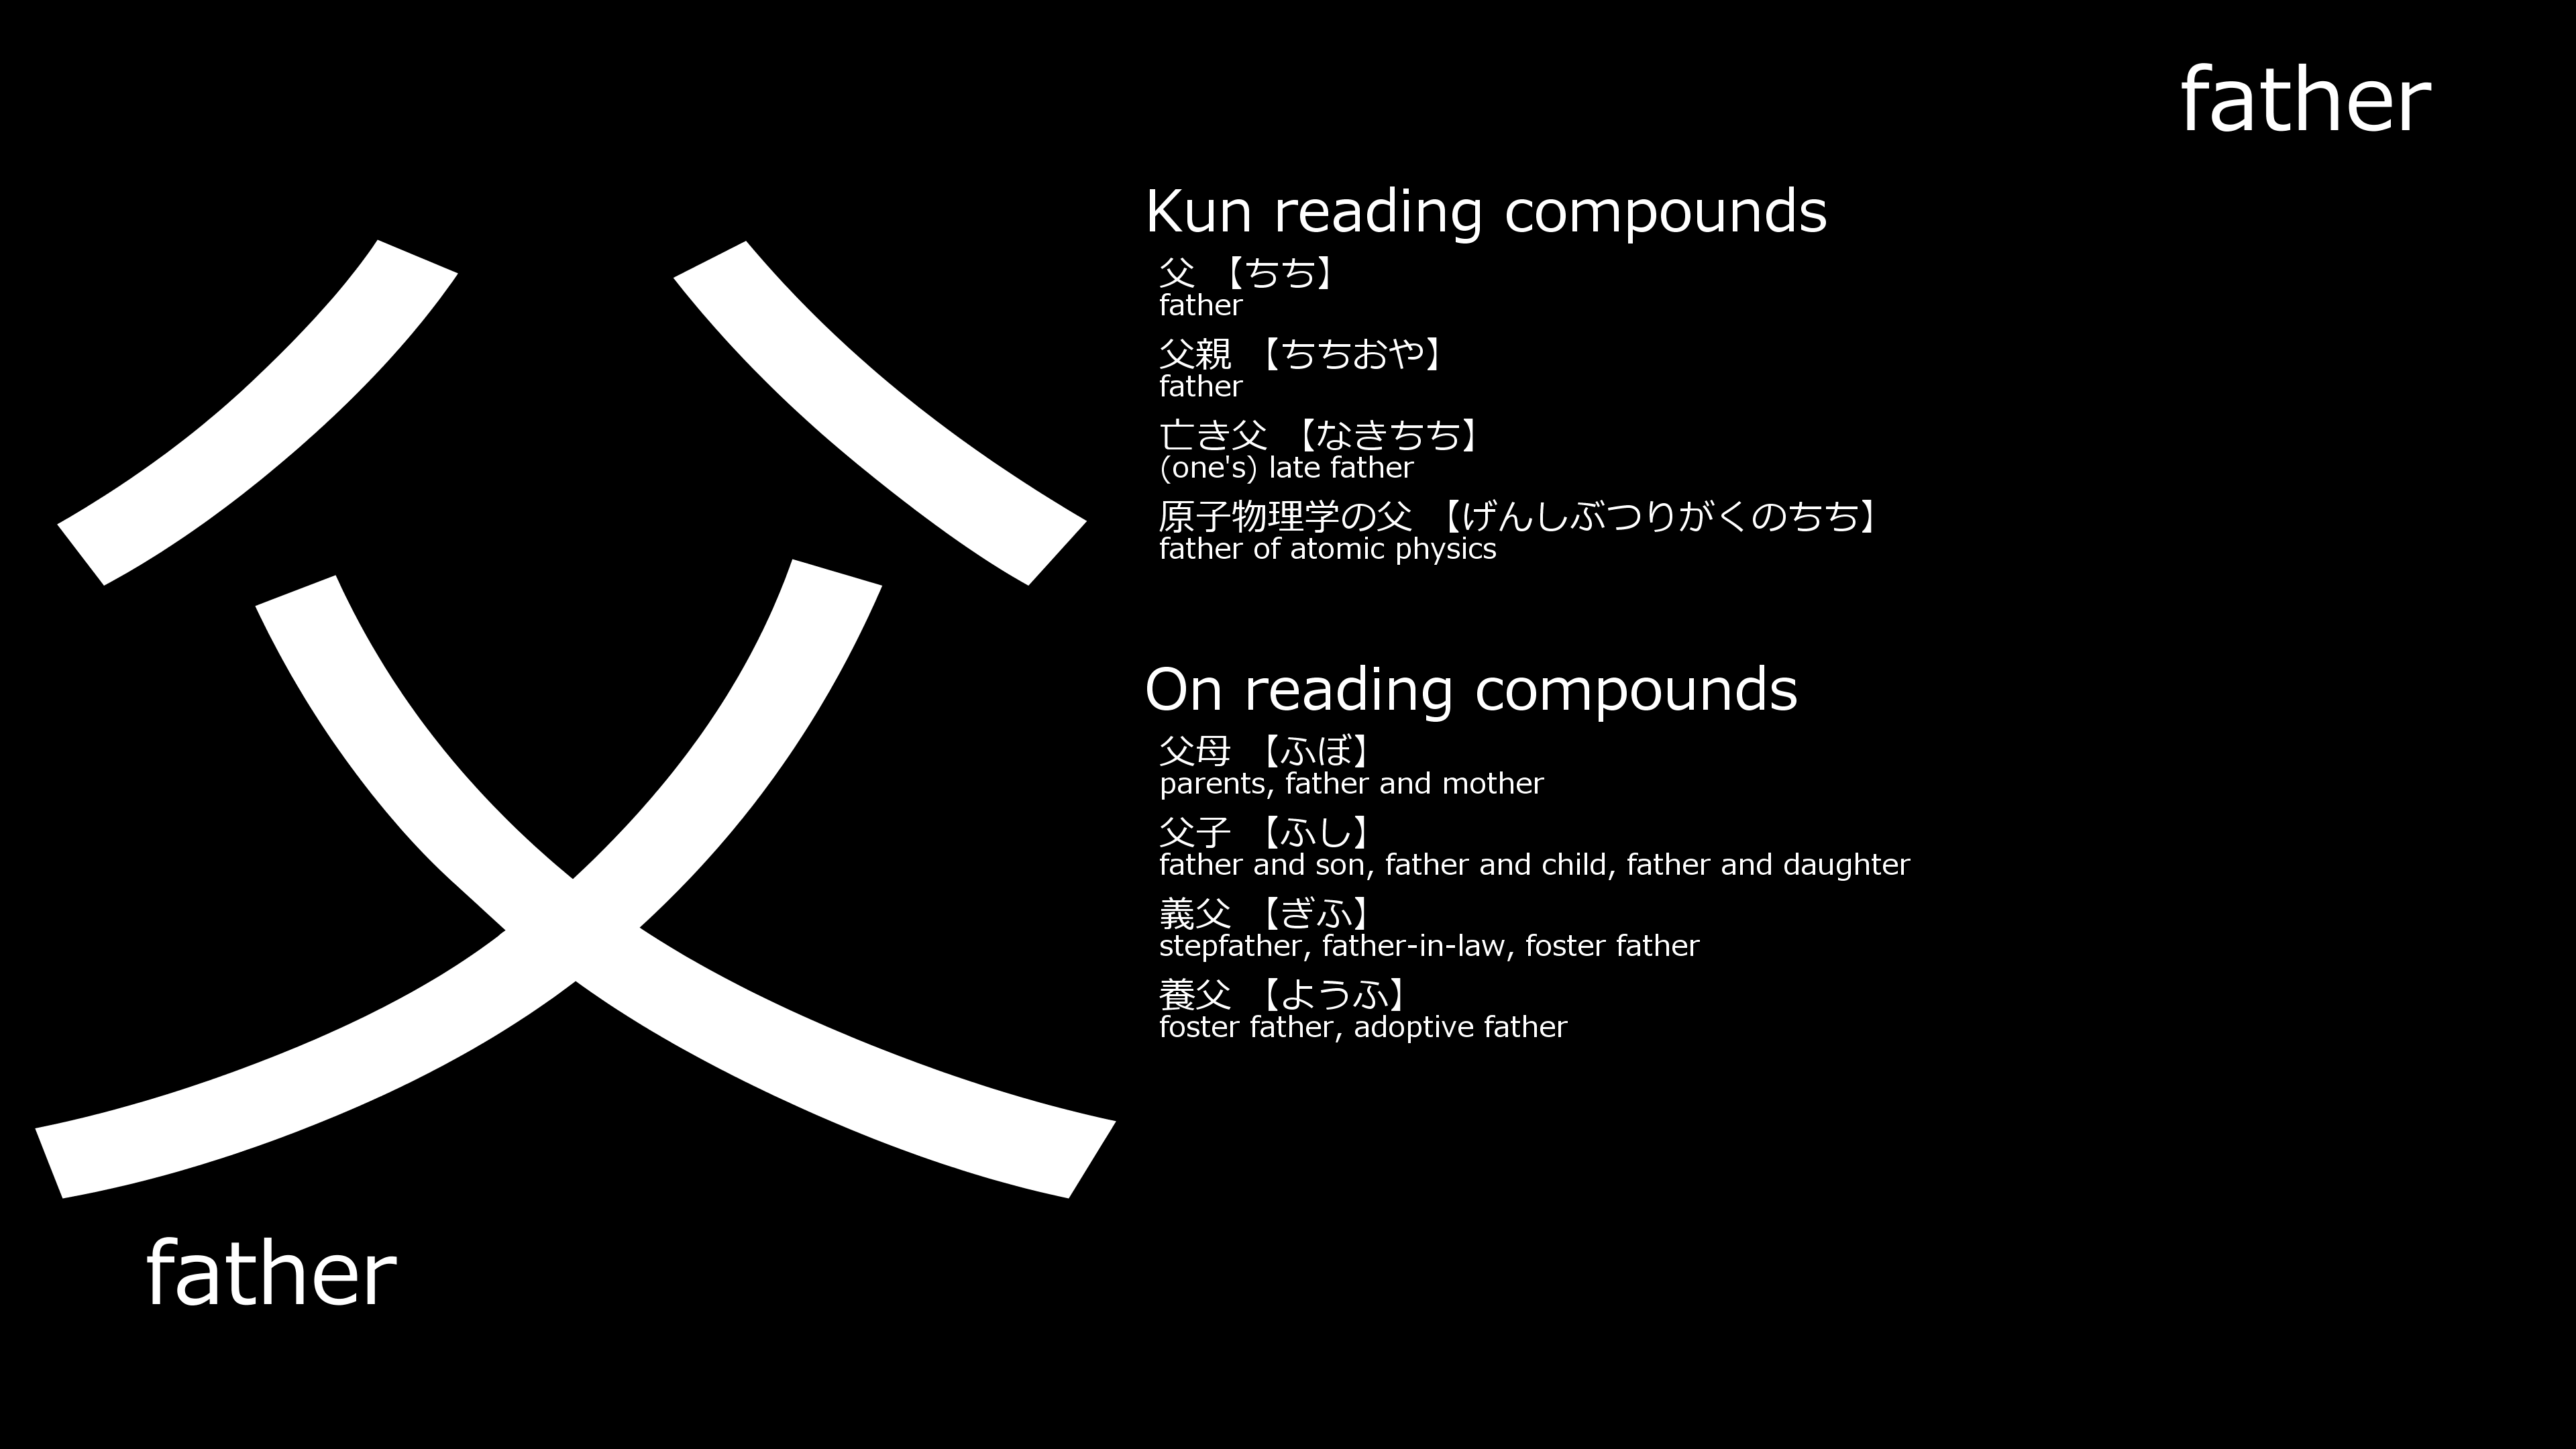 father
父
father
Kun reading compounds
父 【ちち】
father
父親 【ちちおや】
father
亡き父 【なきちち】
(one's) late father
原子物理学の父 【げんしぶつりがくのちち】
father of atomic physics
On reading compounds
父母 【ふぼ】
parents, father and mother
父子 【ふし】
father and son, father and child, father and daughter
義父 【ぎふ】
stepfather, father-in-law, foster father
養父 【ようふ】
foster father, adoptive father